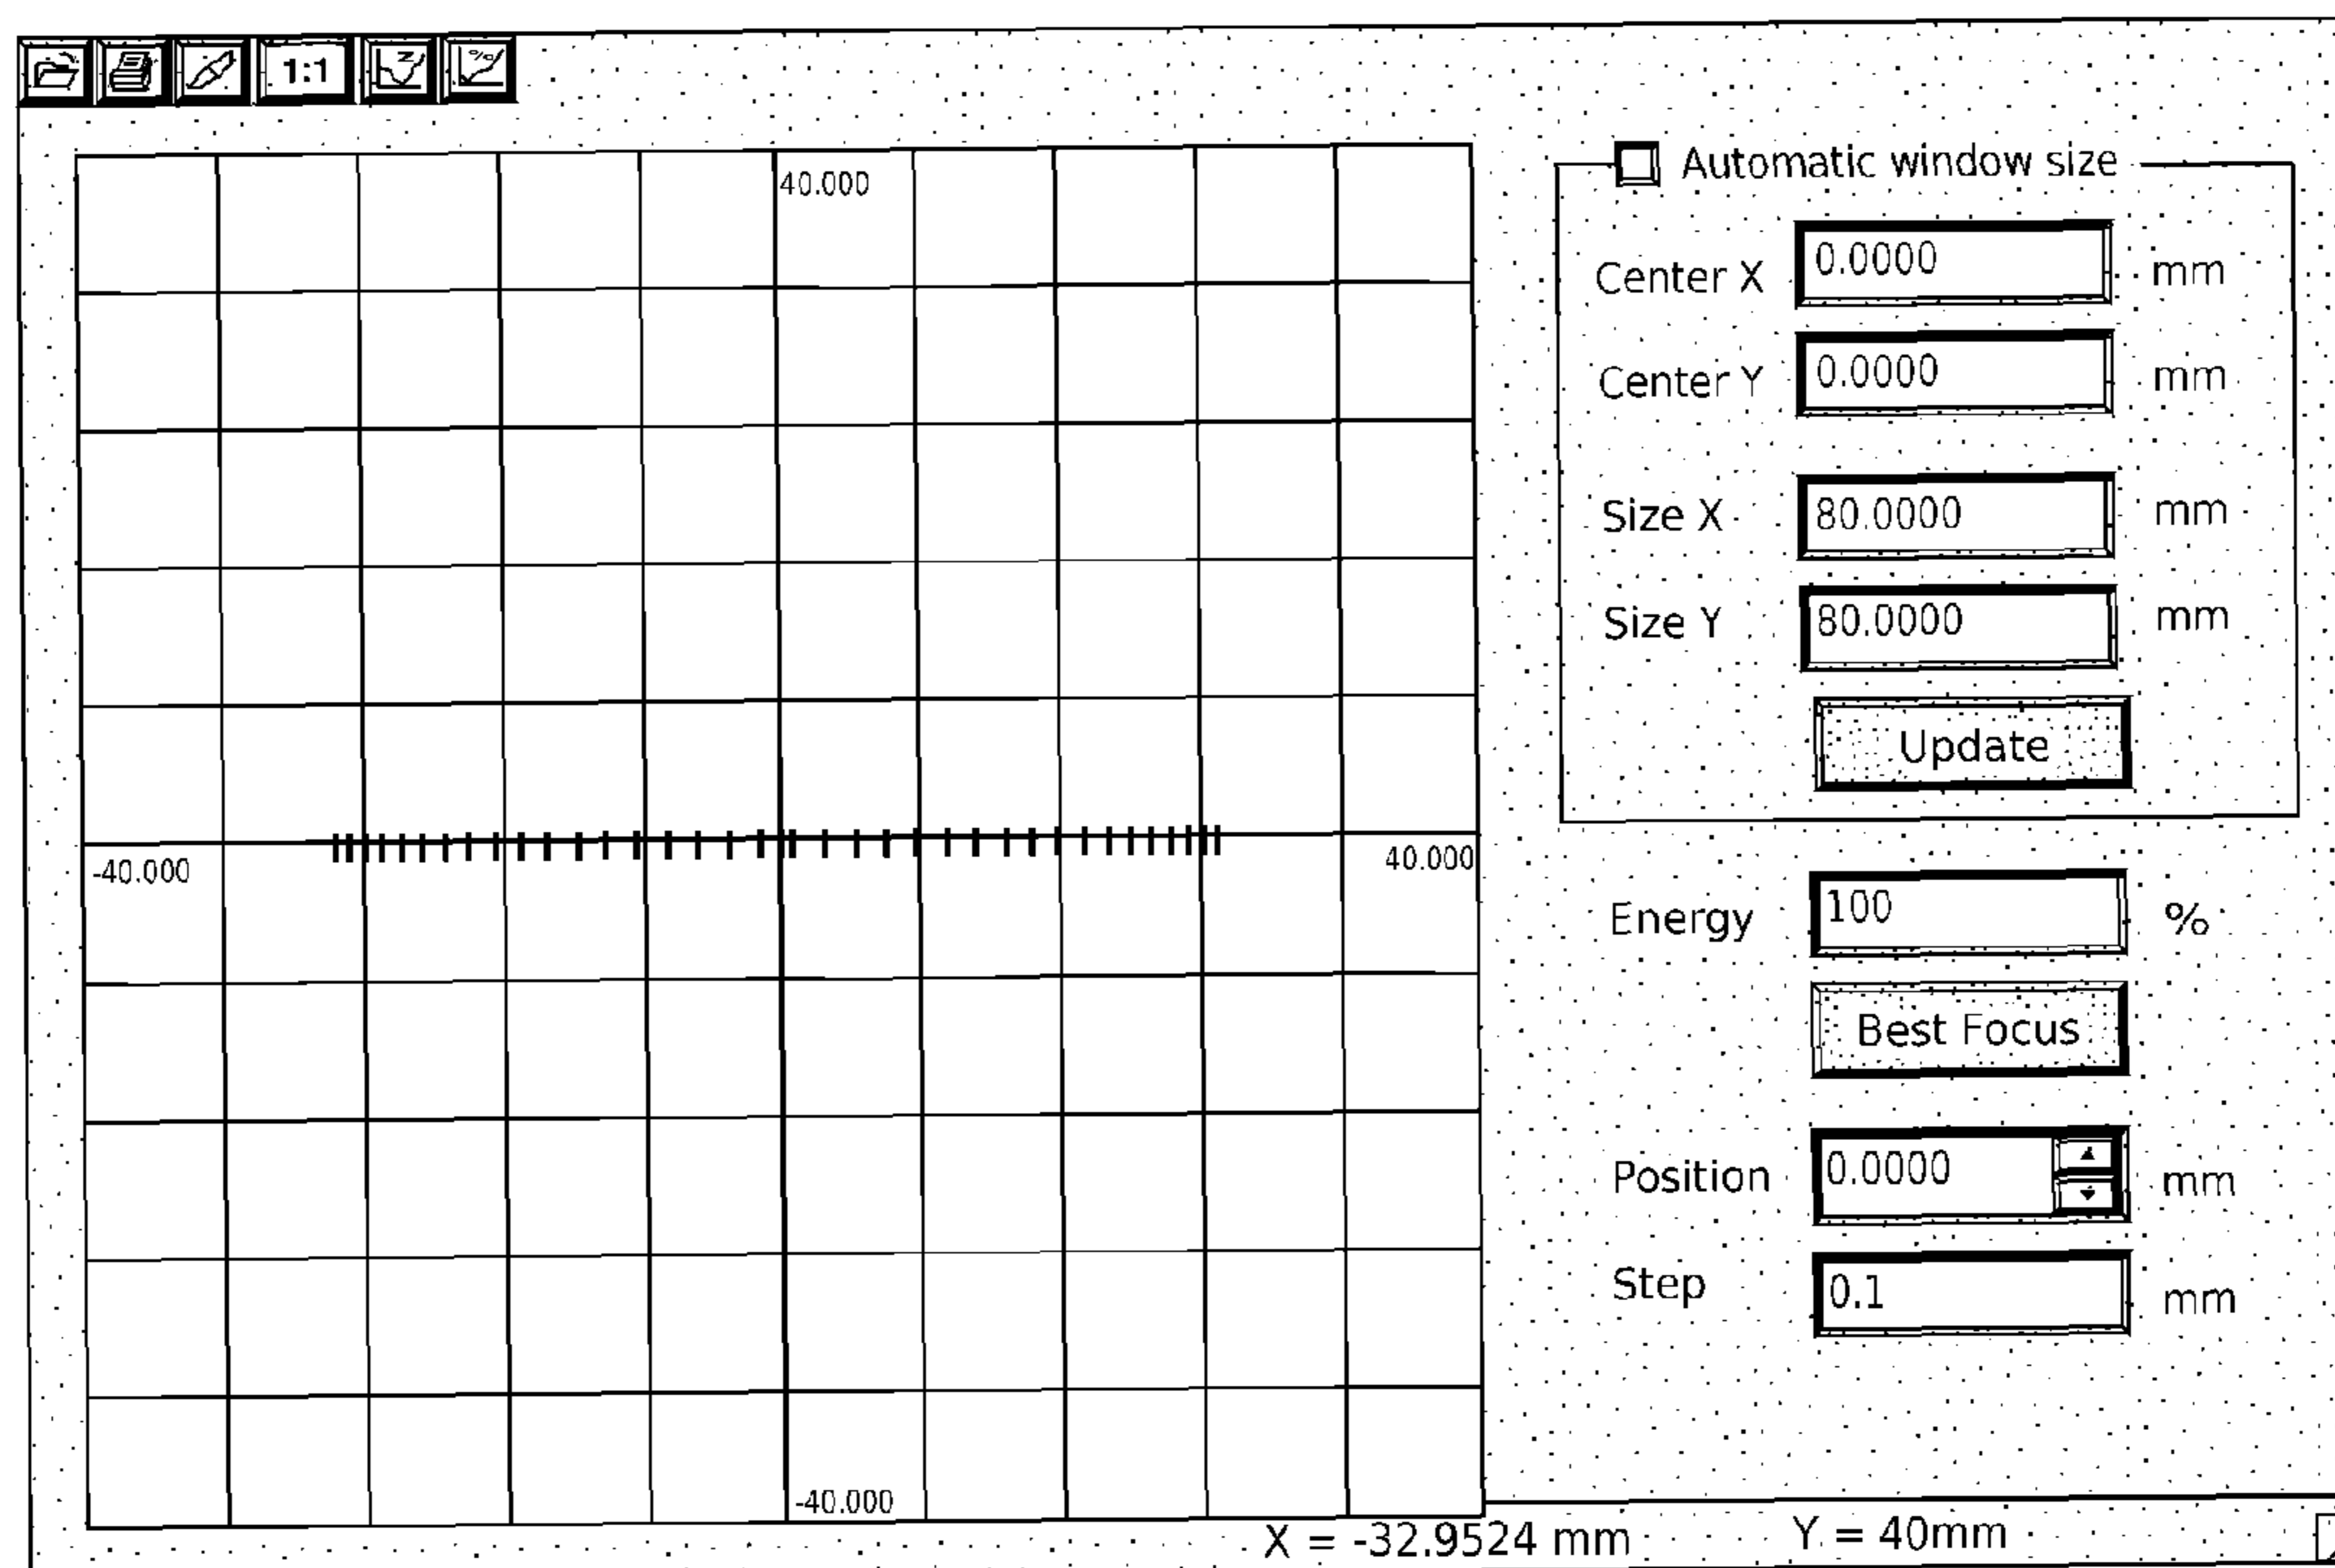 1:1 N %
40.000
-40.000
40.000
-40.000
Automatic window size
Center X 0.0000 mm
Center Y 0.0000 mm
Size X 80.0000 mm
Size Y 80.0000 mm
Update
Energy 100 %
Best Focus
Position 0.0000 mm
Step 0.1 mm
X = -32.9524 mm Y = 40mm